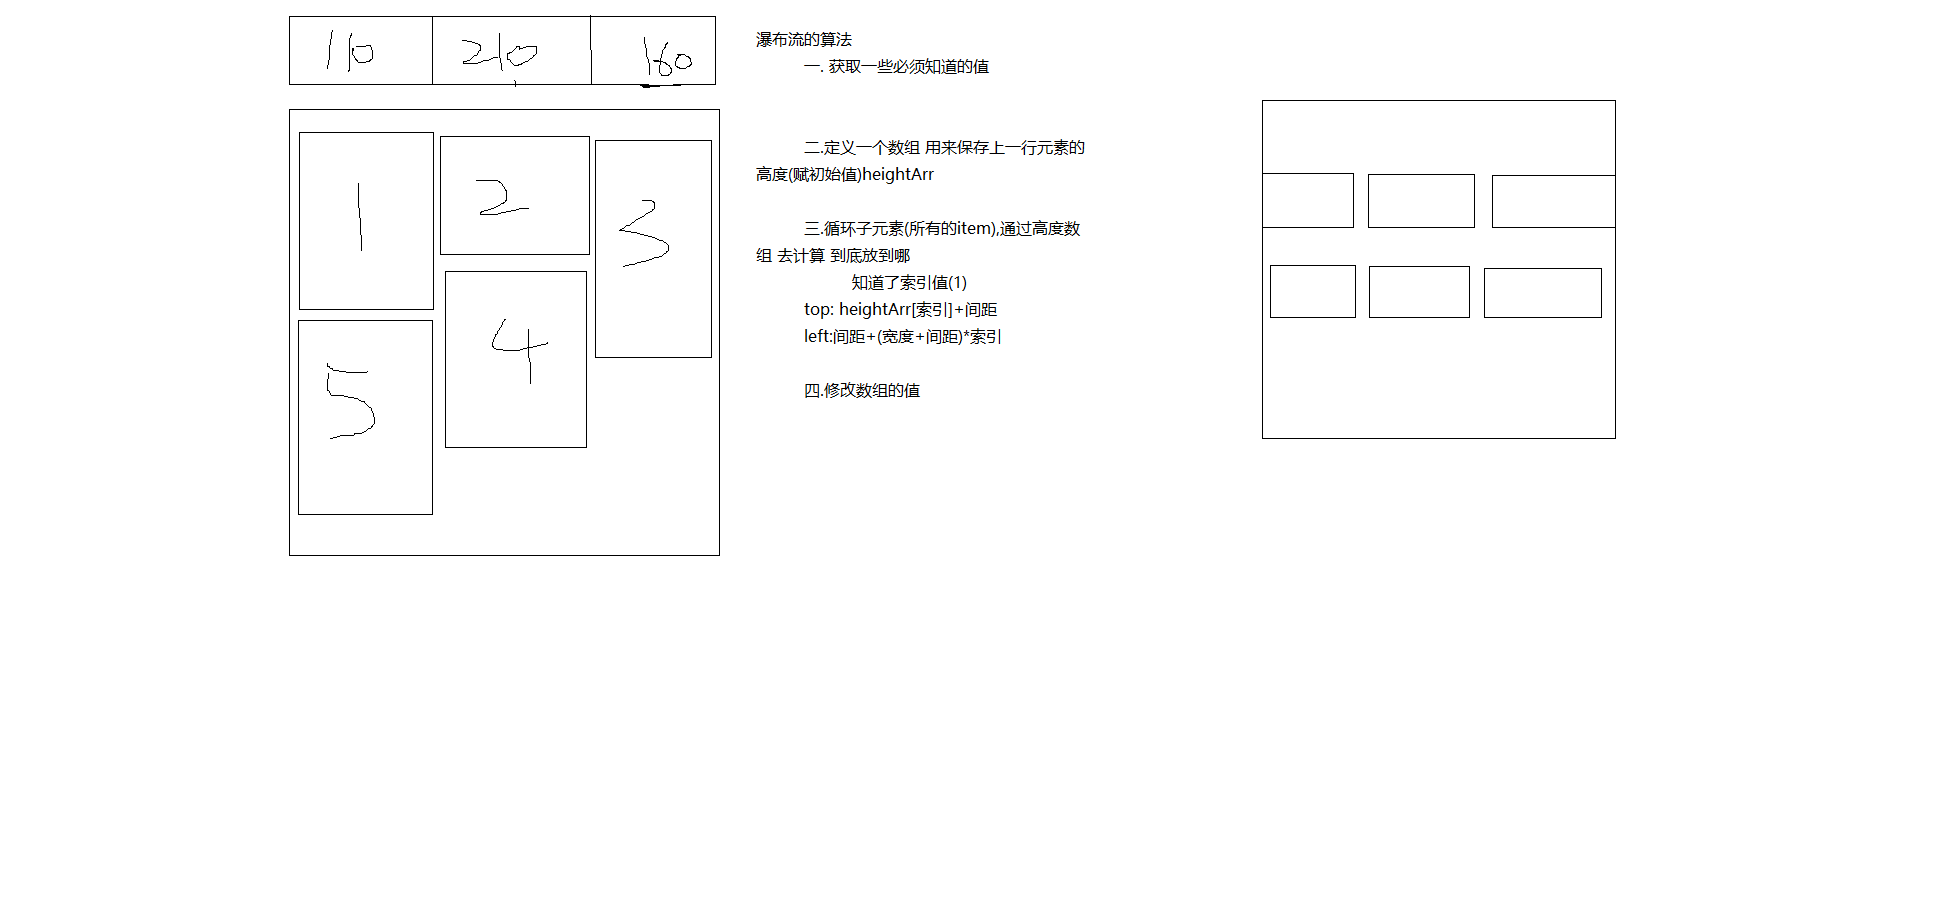 110 210 160
瀑布流的算法
一. 获取一些必须知道的值
二.定义一个数组 用来保存上一行元素的
高度(赋初始值)heightArr
三.循环子元素(所有的item),通过高度数
组 去计算 到底放到哪
知道了索引值(1)
top: heightArr[索引]+间距
left:间距+(宽度+间距)*索引
四.修改数组的值
1 2 3
5 4